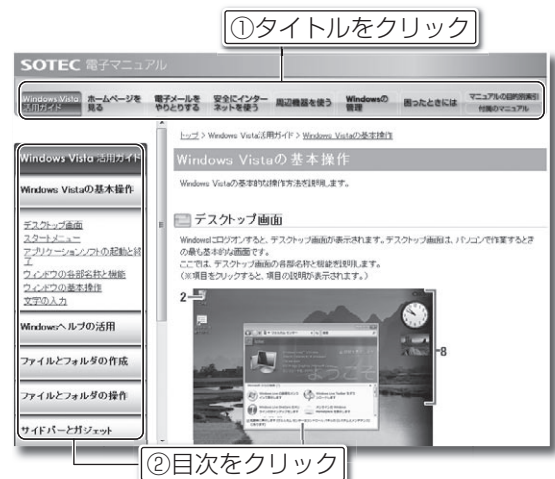 ①タイトルをクリック
SOTEC 電子マニュアル
Windows Vista 活用ガイド
ホームページを見る
電子メールをやりとりする
安全にインターネットを使う
周辺機器を使う
Windowsの管理
困ったときには
マニュアルの目的別索引
付属のマニュアル
トップ > Windows Vista活用ガイド > Windows Vistaの基本操作
Windows Vista 活用ガイド
Windows Vistaの基本操作
デスクトップ画面
スタートメニュー
アプリケーションソフトの起動と終了
ウィンドウの各部名称と機能
ウィンドウの基本操作
文字の入力
Windowsヘルプの活用
ファイルとフォルダの作成
ファイルとフォルダの操作
サイドバーとガジェット
Windows Vistaの基本操作
Windows Vistaの基本的な操作方法を説明します。
デスクトップ画面
Windowsにログオンすると、デスクトップ画面が表示されます。デスクトップ画面は、パソコンで作業するとき
の最も基本的な画面です。
ここでは、デスクトップ画面の各部名称と機能を説明します。
(※項目をクリックすると、項目の説明が表示されます。)
2
8
ようこそ
②目次をクリック